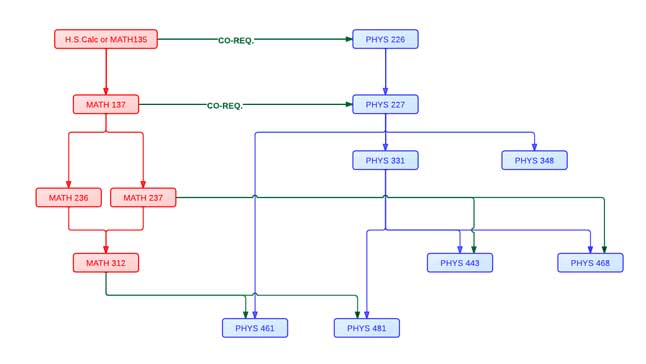 H.S.Calc or MATH135
CO-REQ.
PHYS 226
MATH 137
CO-REQ.
PHYS 227
PHYS 331
PHYS 348
MATH 236
MATH 237
MATH 312
PHYS 443
PHYS 468
PHYS 461
PHYS 481